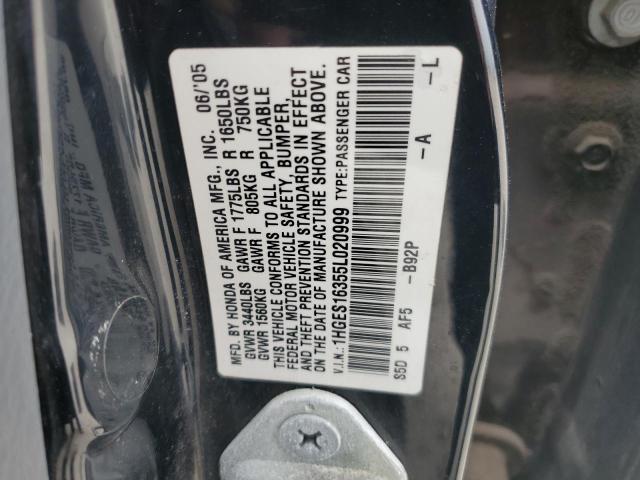 MFD. BY HONDA OF AMERICA MFG., INC. 06/'05
GVWR 3440LBS GAWR F 1775LBS R 1650LBS
GVWR 1560KG GAWR F 805KG R 750KG
THIS VEHICLE CONFORMS TO ALL APPLICABLE
FEDERAL MOTOR VEHICLE SAFETY, BUMPER,
AND THEFT PREVENTION STANDARDS IN EFFECT
ON THE DATE OF MANUFACTURE SHOWN ABOVE.
V.I.N.: 1HGES16355L020999 TYPE: PASSENGER CAR
S5D 5 AF5 -B92P -A -L